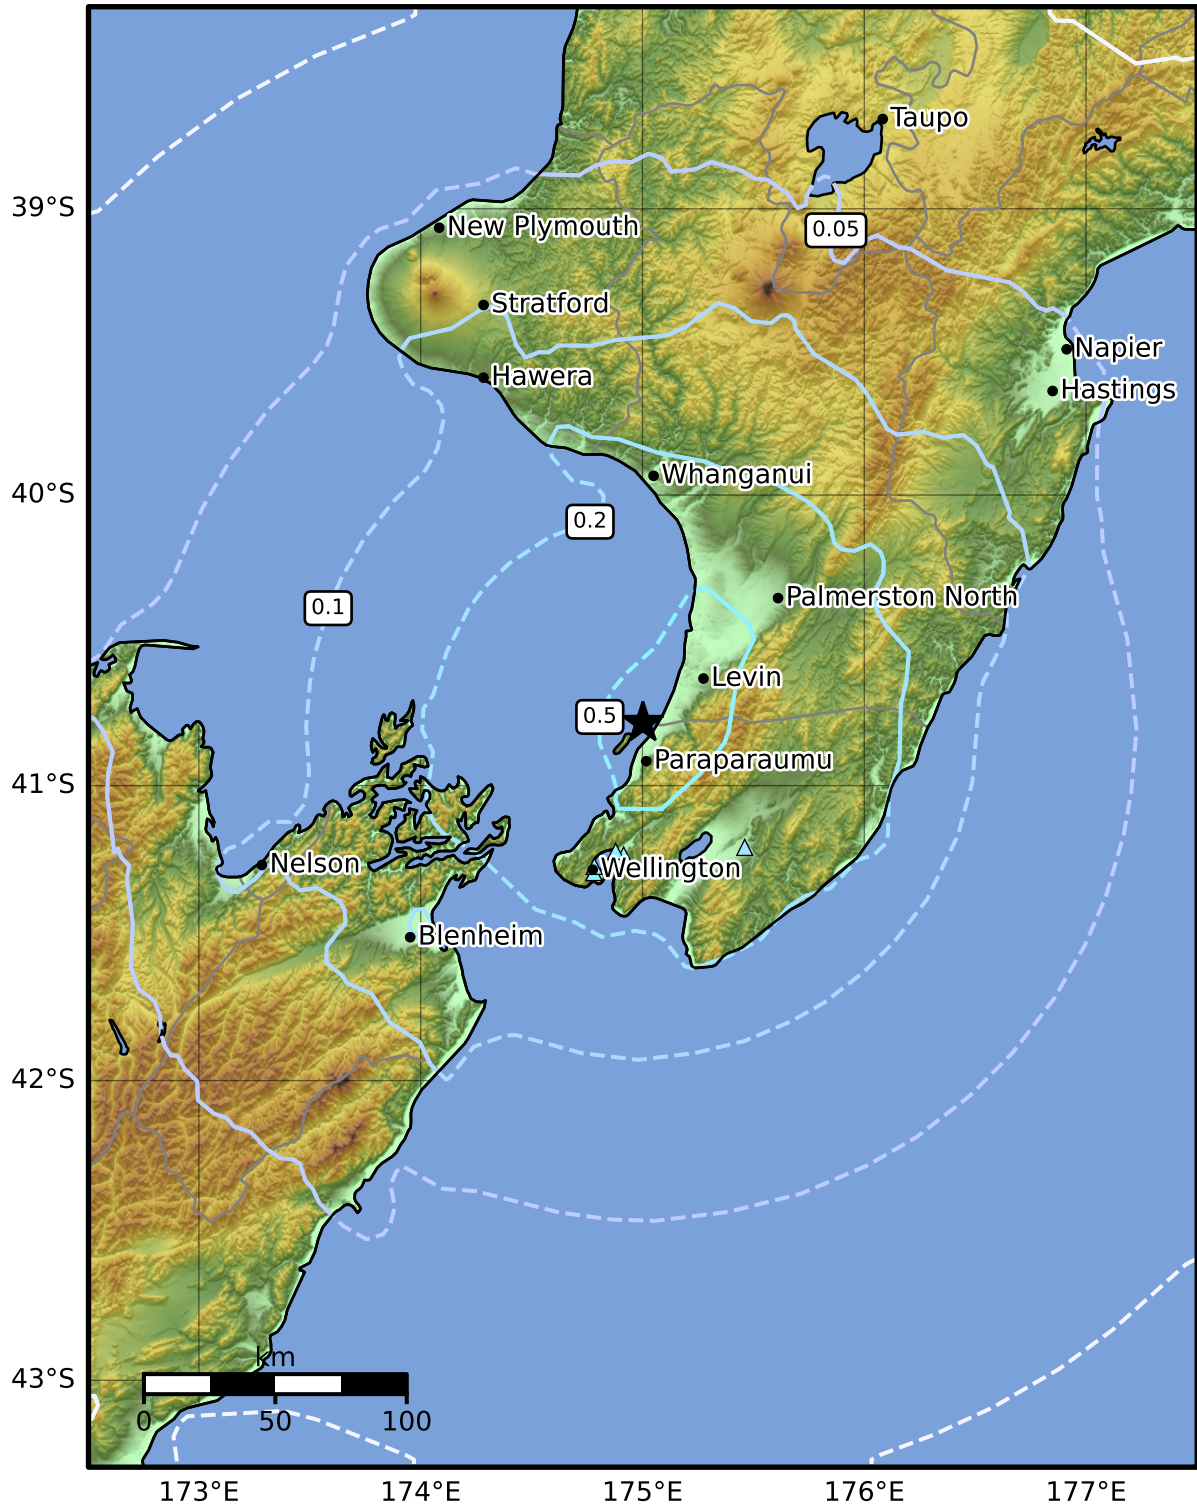 Taupo
39°S
New Plymouth
0.05
Stratford
Napier
Hawera
Hastings
Whanganui
40°S
0.2
Palmerston North
0.1
Levin
0.5
Paraparaumu
41°S
Nelson
Wellington
Blenheim
42°S
km
43°S
0 50 100
173°E 174°E 175°E 176°E 177°E